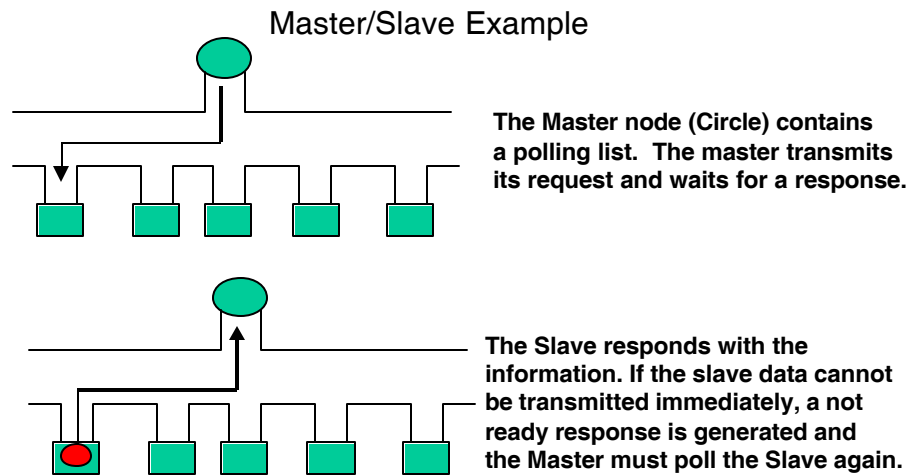 Master/Slave Example
The Master node (Circle) contains
a polling list. The master transmits
its request and waits for a response.
The Slave responds with the
information. If the slave data cannot
be transmitted immediately, a not
ready response is generated and
the Master must poll the Slave again.